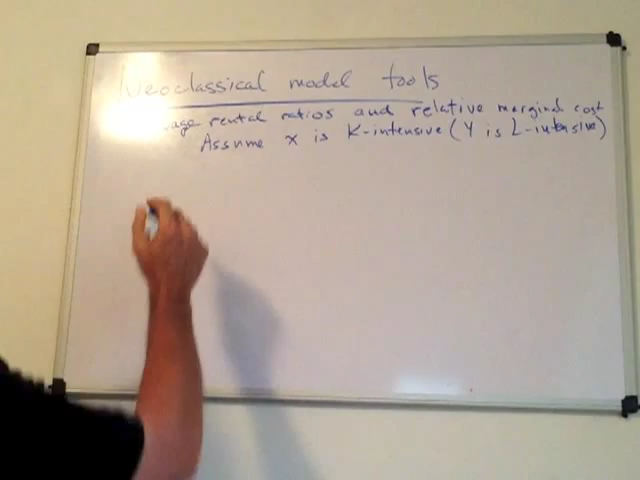 Neoclassical model tools
wage rental ratios and relative marginal cost
Assume x is K-intensive (Y is L-intensive)